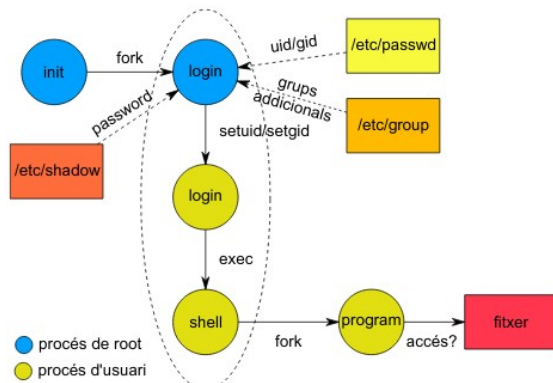 fork
uid/gid
/etc/passwd
init
login
grups
addicionals
password
/etc/group
setuid/setgid
/etc/shadow
login
exec
shell
fork
program
accés?
fitxer
procés de root
procés d'usuari